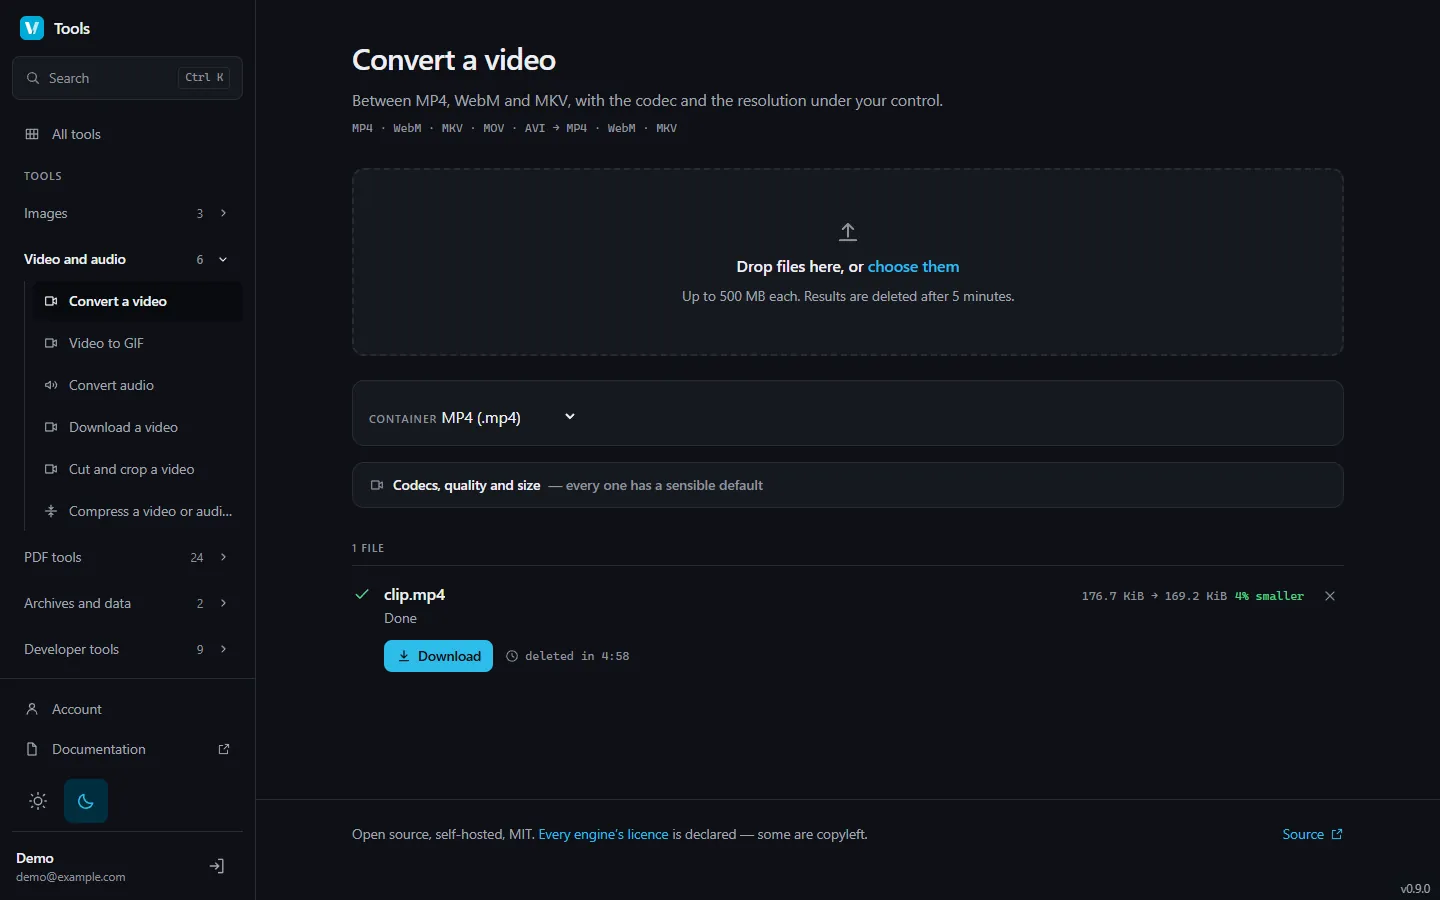 Tools
Search Ctrl K
All tools
TOOLS
Images 3
Video and audio 6
Convert a video
Video to GIF
Convert audio
Download a video
Cut and crop a video
Compress a video or audi...
PDF tools 24
Archives and data 2
Developer tools 9
Account
Documentation
Demo
demo@example.com
Convert a video
Between MP4, WebM and MKV, with the codec and the resolution under your control.
MP4 · WebM · MKV · MOV · AVI → MP4 · WebM · MKV
Drop files here, or choose them
Up to 500 MB each. Results are deleted after 5 minutes.
CONTAINER MP4 (.mp4)
Codecs, quality and size — every one has a sensible default
1 FILE
clip.mp4 176.7 KiB → 169.2 KiB 4% smaller
Done
Download deleted in 4:58
Open source, self-hosted, MIT. Every engine's licence is declared — some are copyleft. Source
v0.9.0